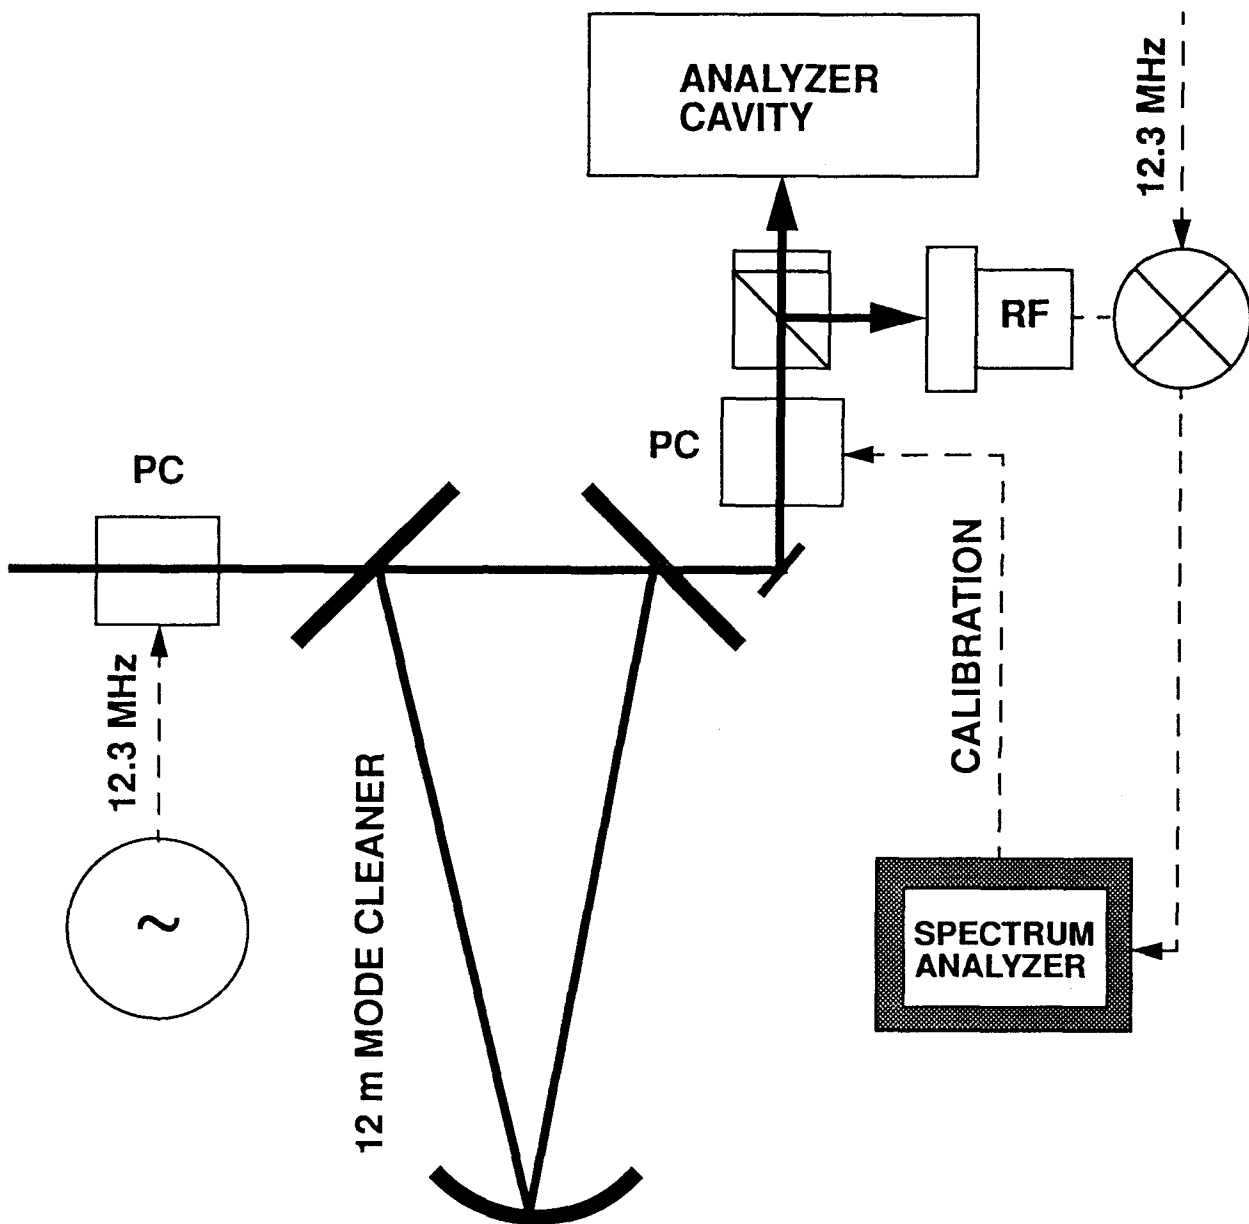 ANALYZER
CAVITY
12.3 MHz
RF
PC
PC
12.3 MHz
12 m MODE CLEANER
CALIBRATION
~
SPECTRUM
ANALYZER